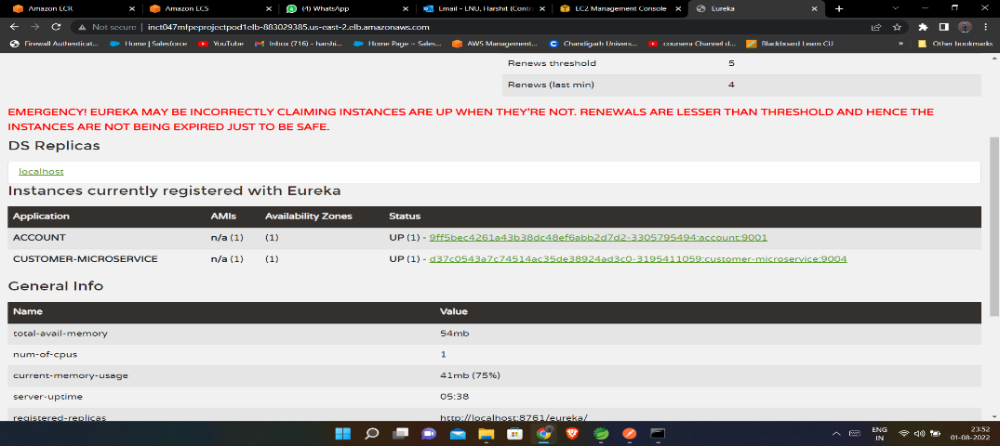 Amazon ECR
Amazon ECS
(4) WhatsApp
Email - LNU, Harshit (Contr
EC2 Management Console
Eureka
Not secure | inct047mfpeprojectpod1elb-883029385.us-east-2.elb.amazonaws.com
Firewall Authenticat...
Home | Salesforce
YouTube
Inbox (716) - harshi...
Home Page ~ Sales...
AWS Management...
Chandigarh Univers...
coursera Channel d...
Blackboard Learn CU
»
Other bookmarks
Renews threshold 5
Renews (last min) 4
EMERGENCY! EUREKA MAY BE INCORRECTLY CLAIMING INSTANCES ARE UP WHEN THEY'RE NOT. RENEWALS ARE LESSER THAN THRESHOLD AND HENCE THE
INSTANCES ARE NOT BEING EXPIRED JUST TO BE SAFE.
DS Replicas
localhost
Instances currently registered with Eureka
Application AMIs Availability Zones Status
ACCOUNT n/a (1) (1) UP (1) - 9ff5bec4261a43b38dc48ef6abb2d7d2-3305795494:account:9001
CUSTOMER-MICROSERVICE n/a (1) (1) UP (1) - d37c0543a7c74514ac35de38924ad3c0-3195411059:customer-microservice:9004
General Info
Name Value
total-avail-memory 54mb
num-of-cpus 1
current-memory-usage 41mb (75%)
server-uptime 05:38
registered-replicas http://localhost:8761/eureka/
ENG
IN
23:52
01-08-2022